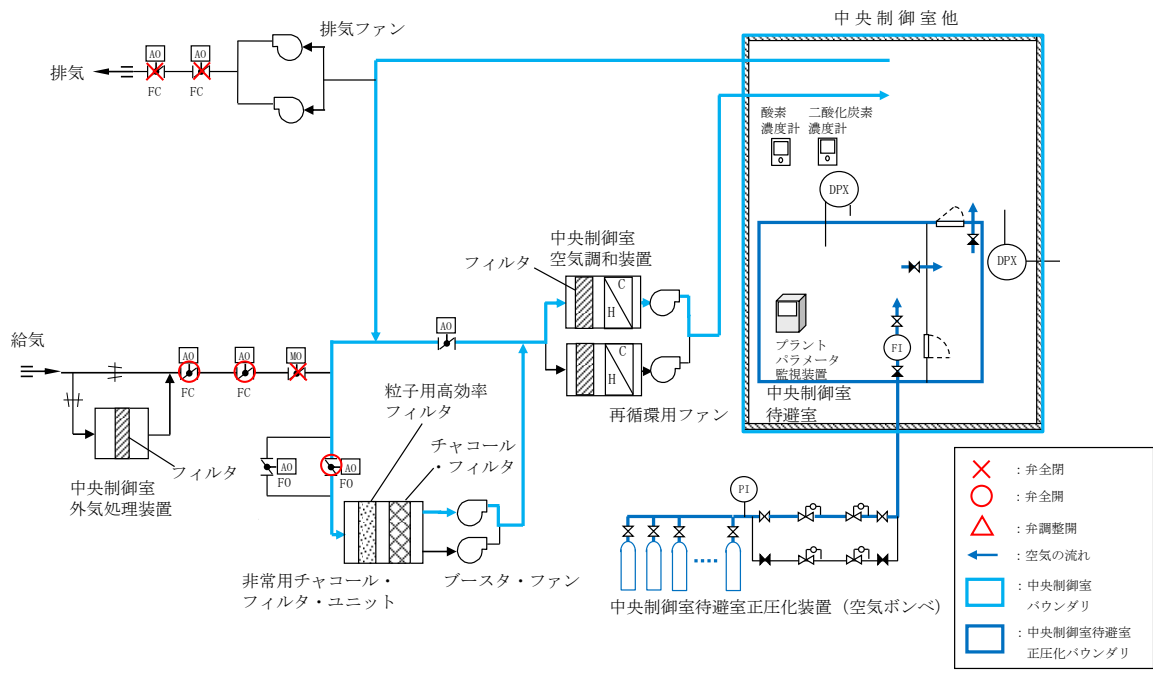 中央制御室他
排気ファン
AO
AO
排気
FC
FC
酸素
濃度計
二酸化炭素
濃度計
DPX
DPX
中央制御室
空気調和装置
フィルタ
C
H
C
H
再循環用ファン
AO
給気
AO
AO
MO
FC
FC
フィルタ
中央制御室
外気処理装置
粒子用高効率
フィルタ
チャコール
・フィルタ
AO
FO
AO
FO
非常用チャコール・
フィルタ・ユニット
ブースタ・ファン
プラント
パラメータ
監視装置
FI
中央制御室
待避室
PI
中央制御室待避室正圧化装置（空気ボンベ）
：弁全閉
：弁全開
：弁調整開
：空気の流れ
：中央制御室
バウンダリ
：中央制御室待避室
正圧化バウンダリ